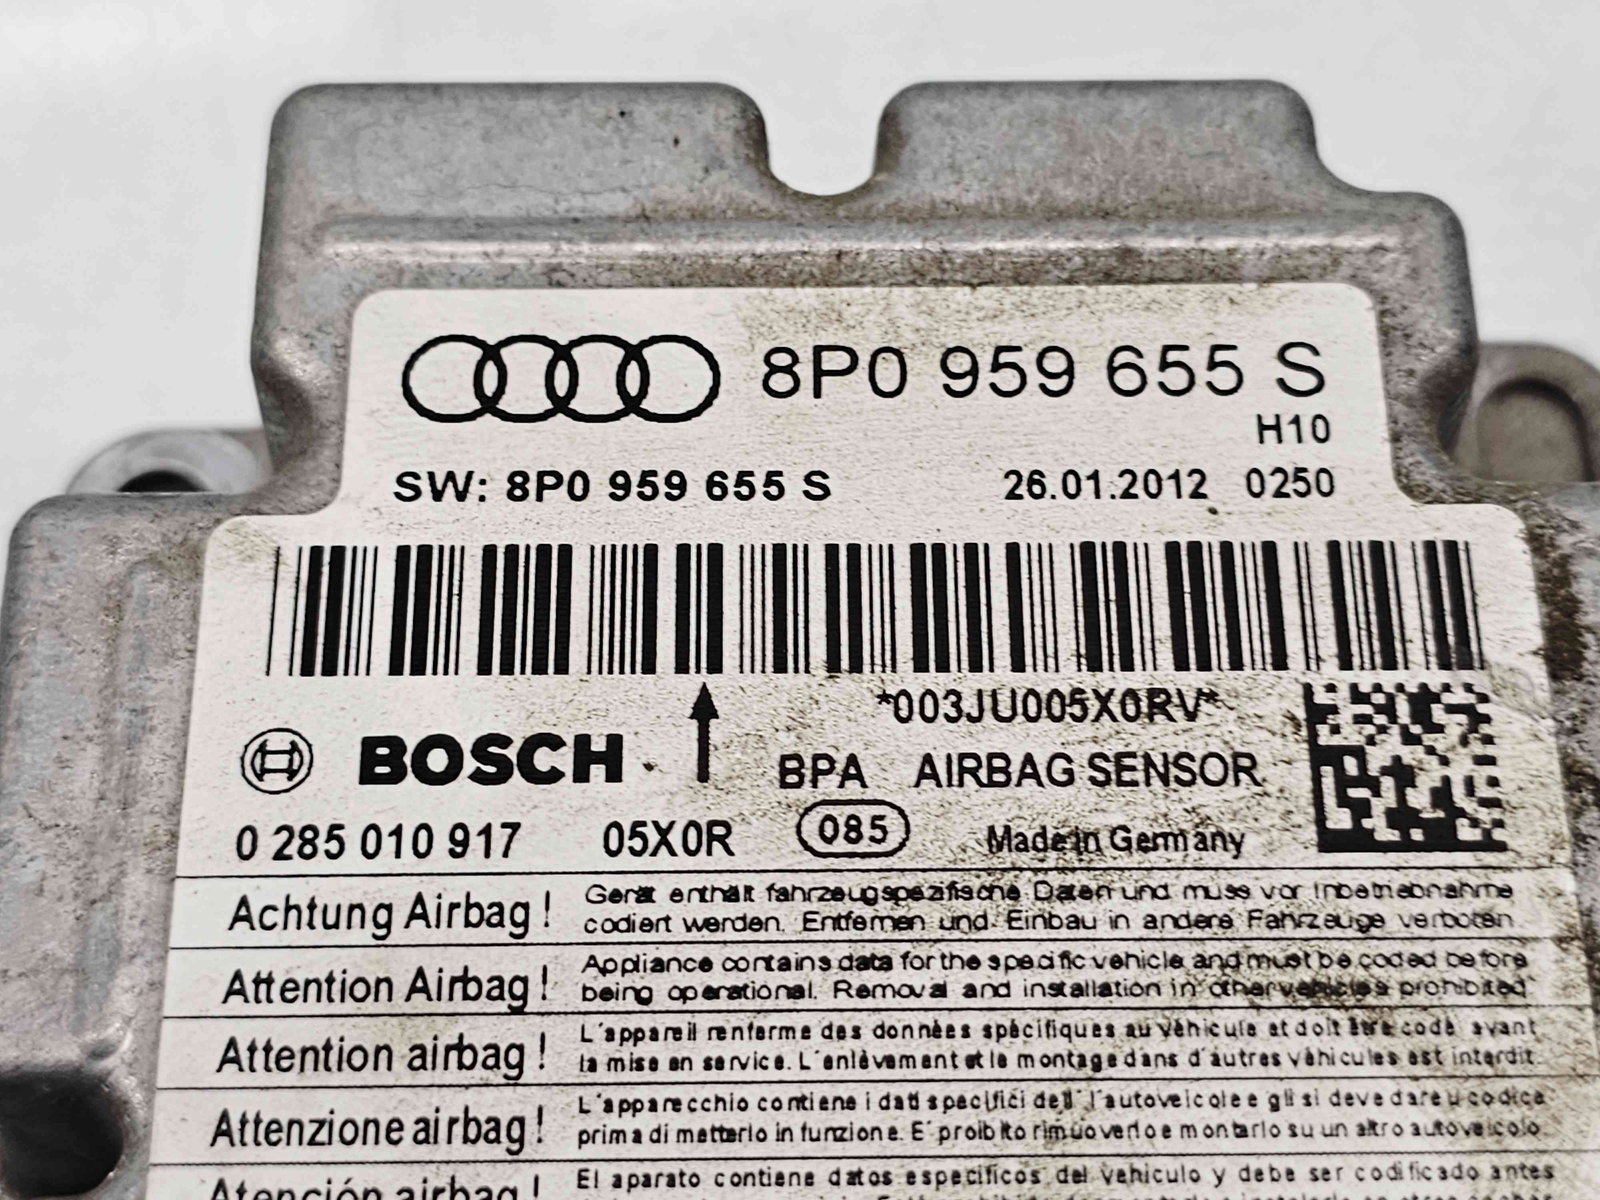 8P0 959 655 S
H10
SW: 8P0 959 655 S 26.01.2012 0250
*003JU005X0RV*
BOSCH BPA AIRBAG SENSOR
0 285 010 917 05X0R 085 Made in Germany
Achtung Airbag! Gerät enthält fahrzeugspezifische Daten und muss vor Inbetriebnahme
codiert werden. Entfernen und Einbau in andere Fahrzeuge verboten
Attention Airbag! Appliance contains data for the specific vehicle and must be coded before
being operational. Removal and installation in other vehicles prohibited
Attention airbag! L'appareil renferme des données spécifiques au véhicule et doit être codé avant
la mise en service. L'enlèvement et le montage dans d'autres véhicules est interdit.
Attenzione airbag! L'apparecchio contiene i dati specifici dell'autoveicolo e gli si deve dare u codice
prima di metterlo in funzione. E' proibito rimuoverlo e montarlo su un altro autoveicolo.
Atención airbag! El aparato contiene datos especificos del vehiculo y debe ser codificado antes